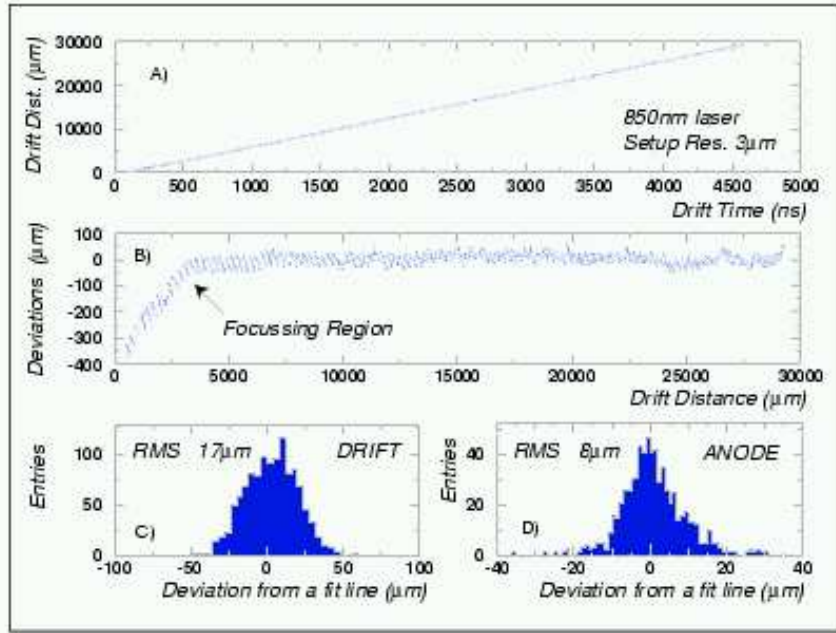 30000
20000
10000
0
Drift Dist. (μm)
A)
850nm laser
Setup Res. 3μm
0 500 1000 1500 2000 2500 3000 3500 4000 4500 5000
Drift Time (ns)
100
0
-100
-200
-300
-400
Deviations (μm)
B)
Focussing Region
0 5000 10000 15000 20000 25000 30000
Drift Distance (μm)
100
50
0
Entries
RMS 17μm DRIFT
C)
-100 -50 0 50 100
Deviation from a fit line (μm)
40
20
0
Entries
RMS 8μm ANODE
D)
-40 -20 0 20 40
Deviation from a fit line (μm)